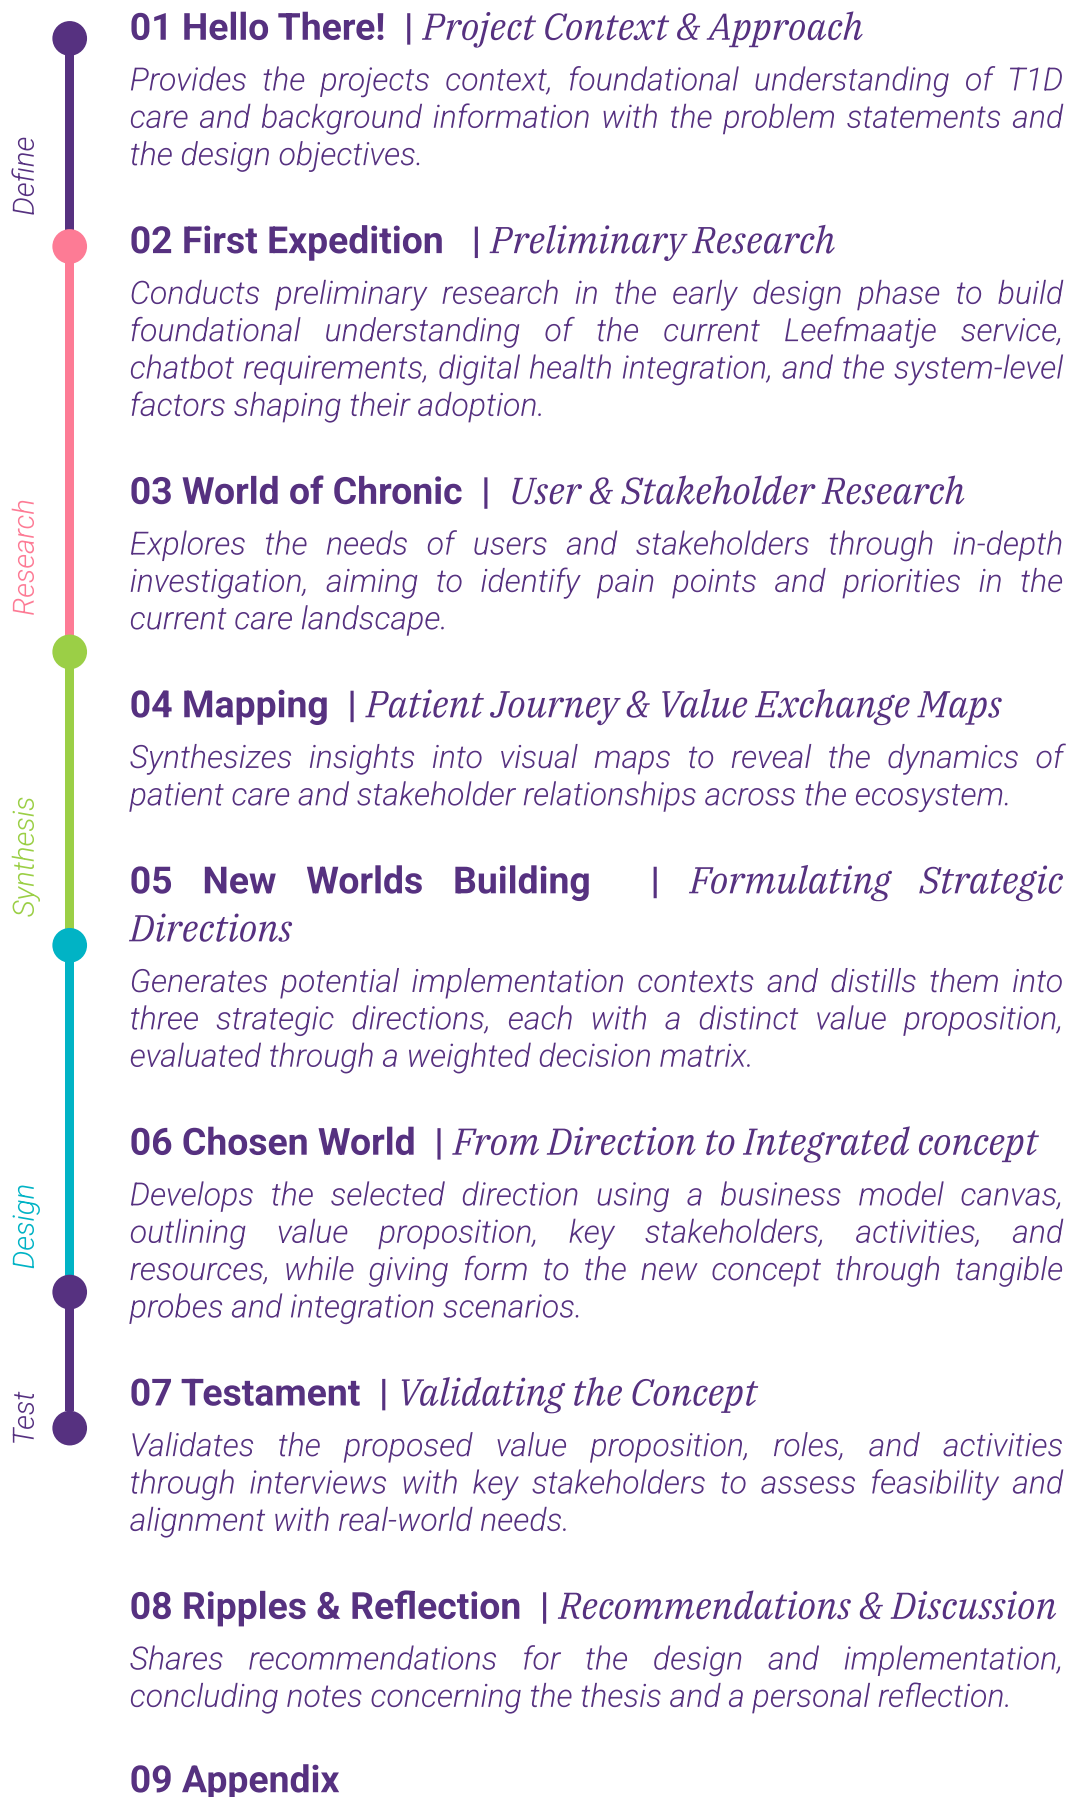 01 Hello There! | Project Context & Approach
Provides the projects context, foundational understanding of T1D
care and background information with the problem statements and
the design objectives.
Define
02 First Expedition | Preliminary Research
Conducts preliminary research in the early design phase to build
foundational understanding of the current Leefmaatje service,
chatbot requirements, digital health integration, and the system-level
factors shaping their adoption.
03 World of Chronic | User & Stakeholder Research
Explores the needs of users and stakeholders through in-depth
investigation, aiming to identify pain points and priorities in the
current care landscape.
Research
04 Mapping | Patient Journey & Value Exchange Maps
Synthesizes insights into visual maps to reveal the dynamics of
patient care and stakeholder relationships across the ecosystem.
Synthesis
05 New Worlds Building | Formulating Strategic
Directions
Generates potential implementation contexts and distills them into
three strategic directions, each with a distinct value proposition,
evaluated through a weighted decision matrix.
06 Chosen World | From Direction to Integrated concept
Develops the selected direction using a business model canvas,
outlining value proposition, key stakeholders, activities, and
resources, while giving form to the new concept through tangible
probes and integration scenarios.
Design
07 Testament | Validating the Concept
Validates the proposed value proposition, roles, and activities
through interviews with key stakeholders to assess feasibility and
alignment with real-world needs.
Test
08 Ripples & Reflection | Recommendations & Discussion
Shares recommendations for the design and implementation,
concluding notes concerning the thesis and a personal reflection.
09 Appendix